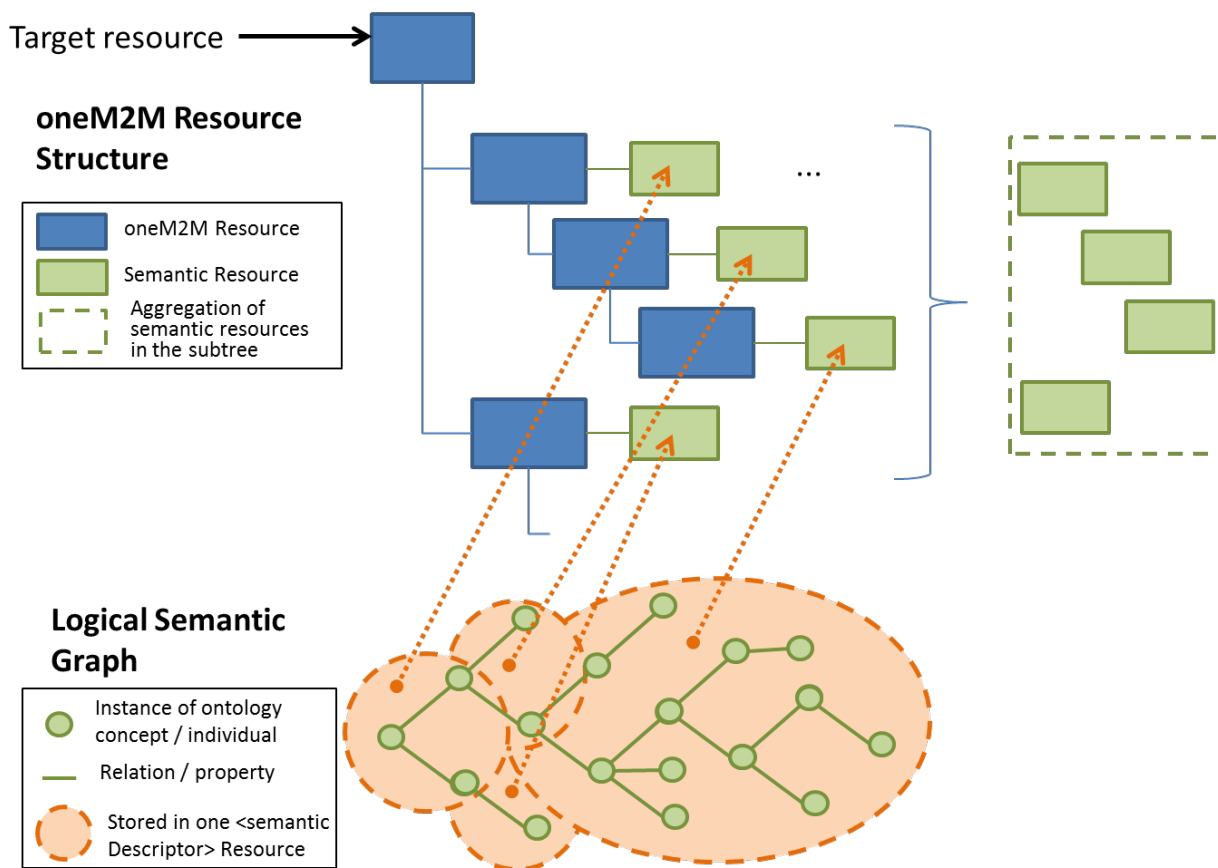 Target resource
oneM2M Resource
Structure
oneM2M Resource
Semantic Resource
Aggregation of
semantic resources
in the subtree
...
Logical Semantic
Graph
Instance of ontology
concept / individual
Relation / property
Stored in one <semantic
Descriptor> Resource